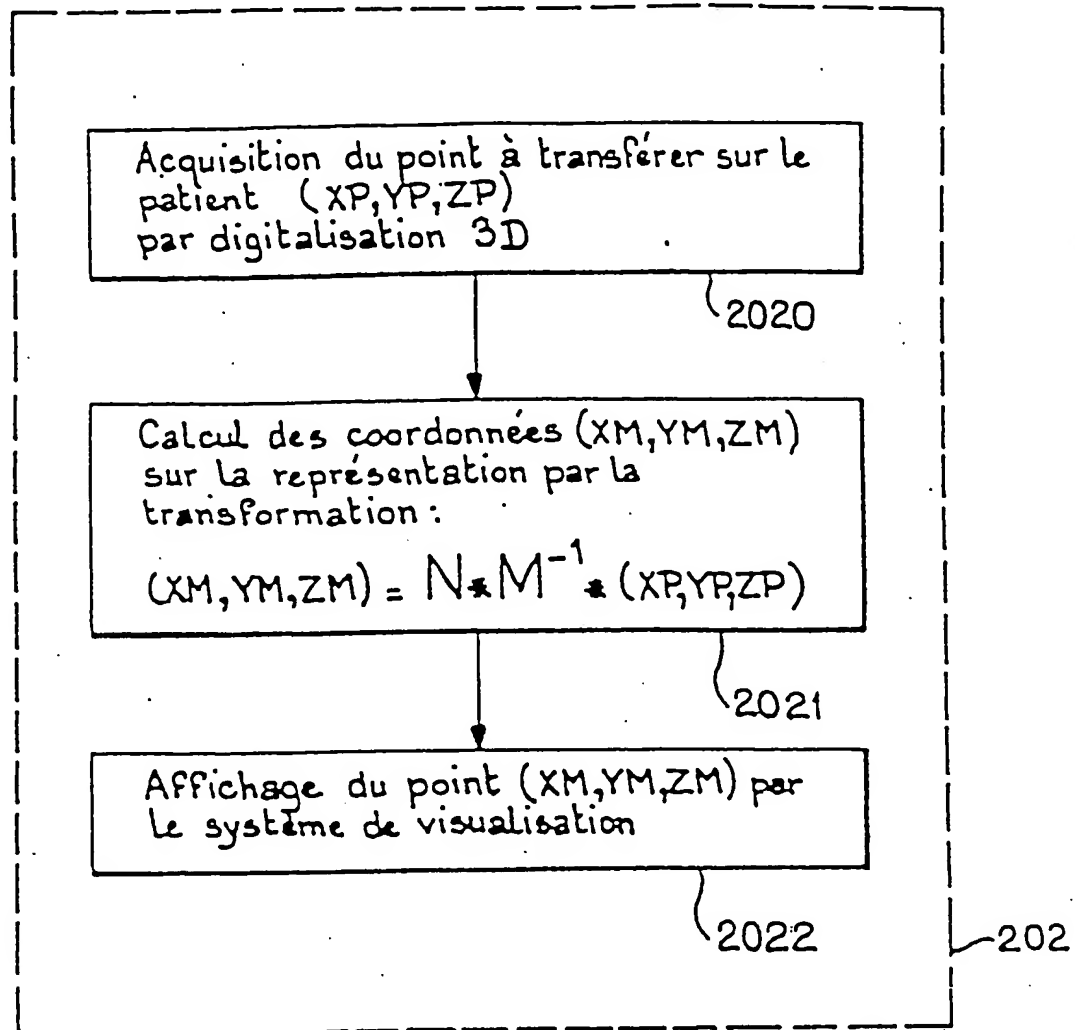 Acquisition du point à transférer sur le
patient (XP,YP,ZP)
par digitalisation 3D
2020
Calcul des coordonnées (XM,YM,ZM)
sur la représentation par la
transformation :
(XM,YM,ZM) = N*M⁻¹* (XP,YP,ZP)
2021
Affichage du point (XM,YM,ZM) par
le système de visualisation
2022
202